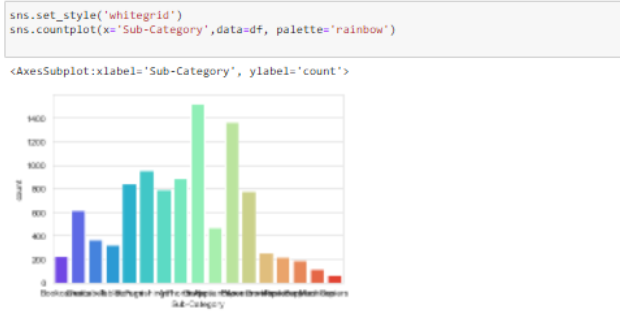 sns.set_style('whitegrid')
sns.countplot(x='Sub-Category',data=df, palette='rainbow')
<AxesSubplot:xlabel='Sub-Category', ylabel='count'>
1400
1200
1000
800
600
400
200
0
count
Sub-Category